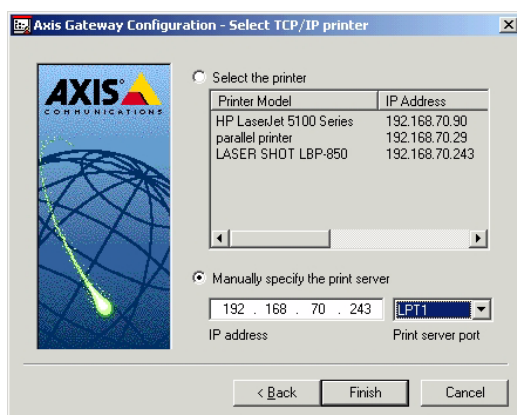 Axis Gateway Configuration - Select TCP/IP printer
AXIS
COMMUNICATIONS
Select the printer
Printer Model IP Address
HP LaserJet 5100 Series 192.168.70.90
parallel printer 192.168.70.29
LASER SHOT LBP-850 192.168.70.243
Manually specify the print server
192 . 168 . 70 . 243 LPT1
IP address Print server port
< Back Finish Cancel